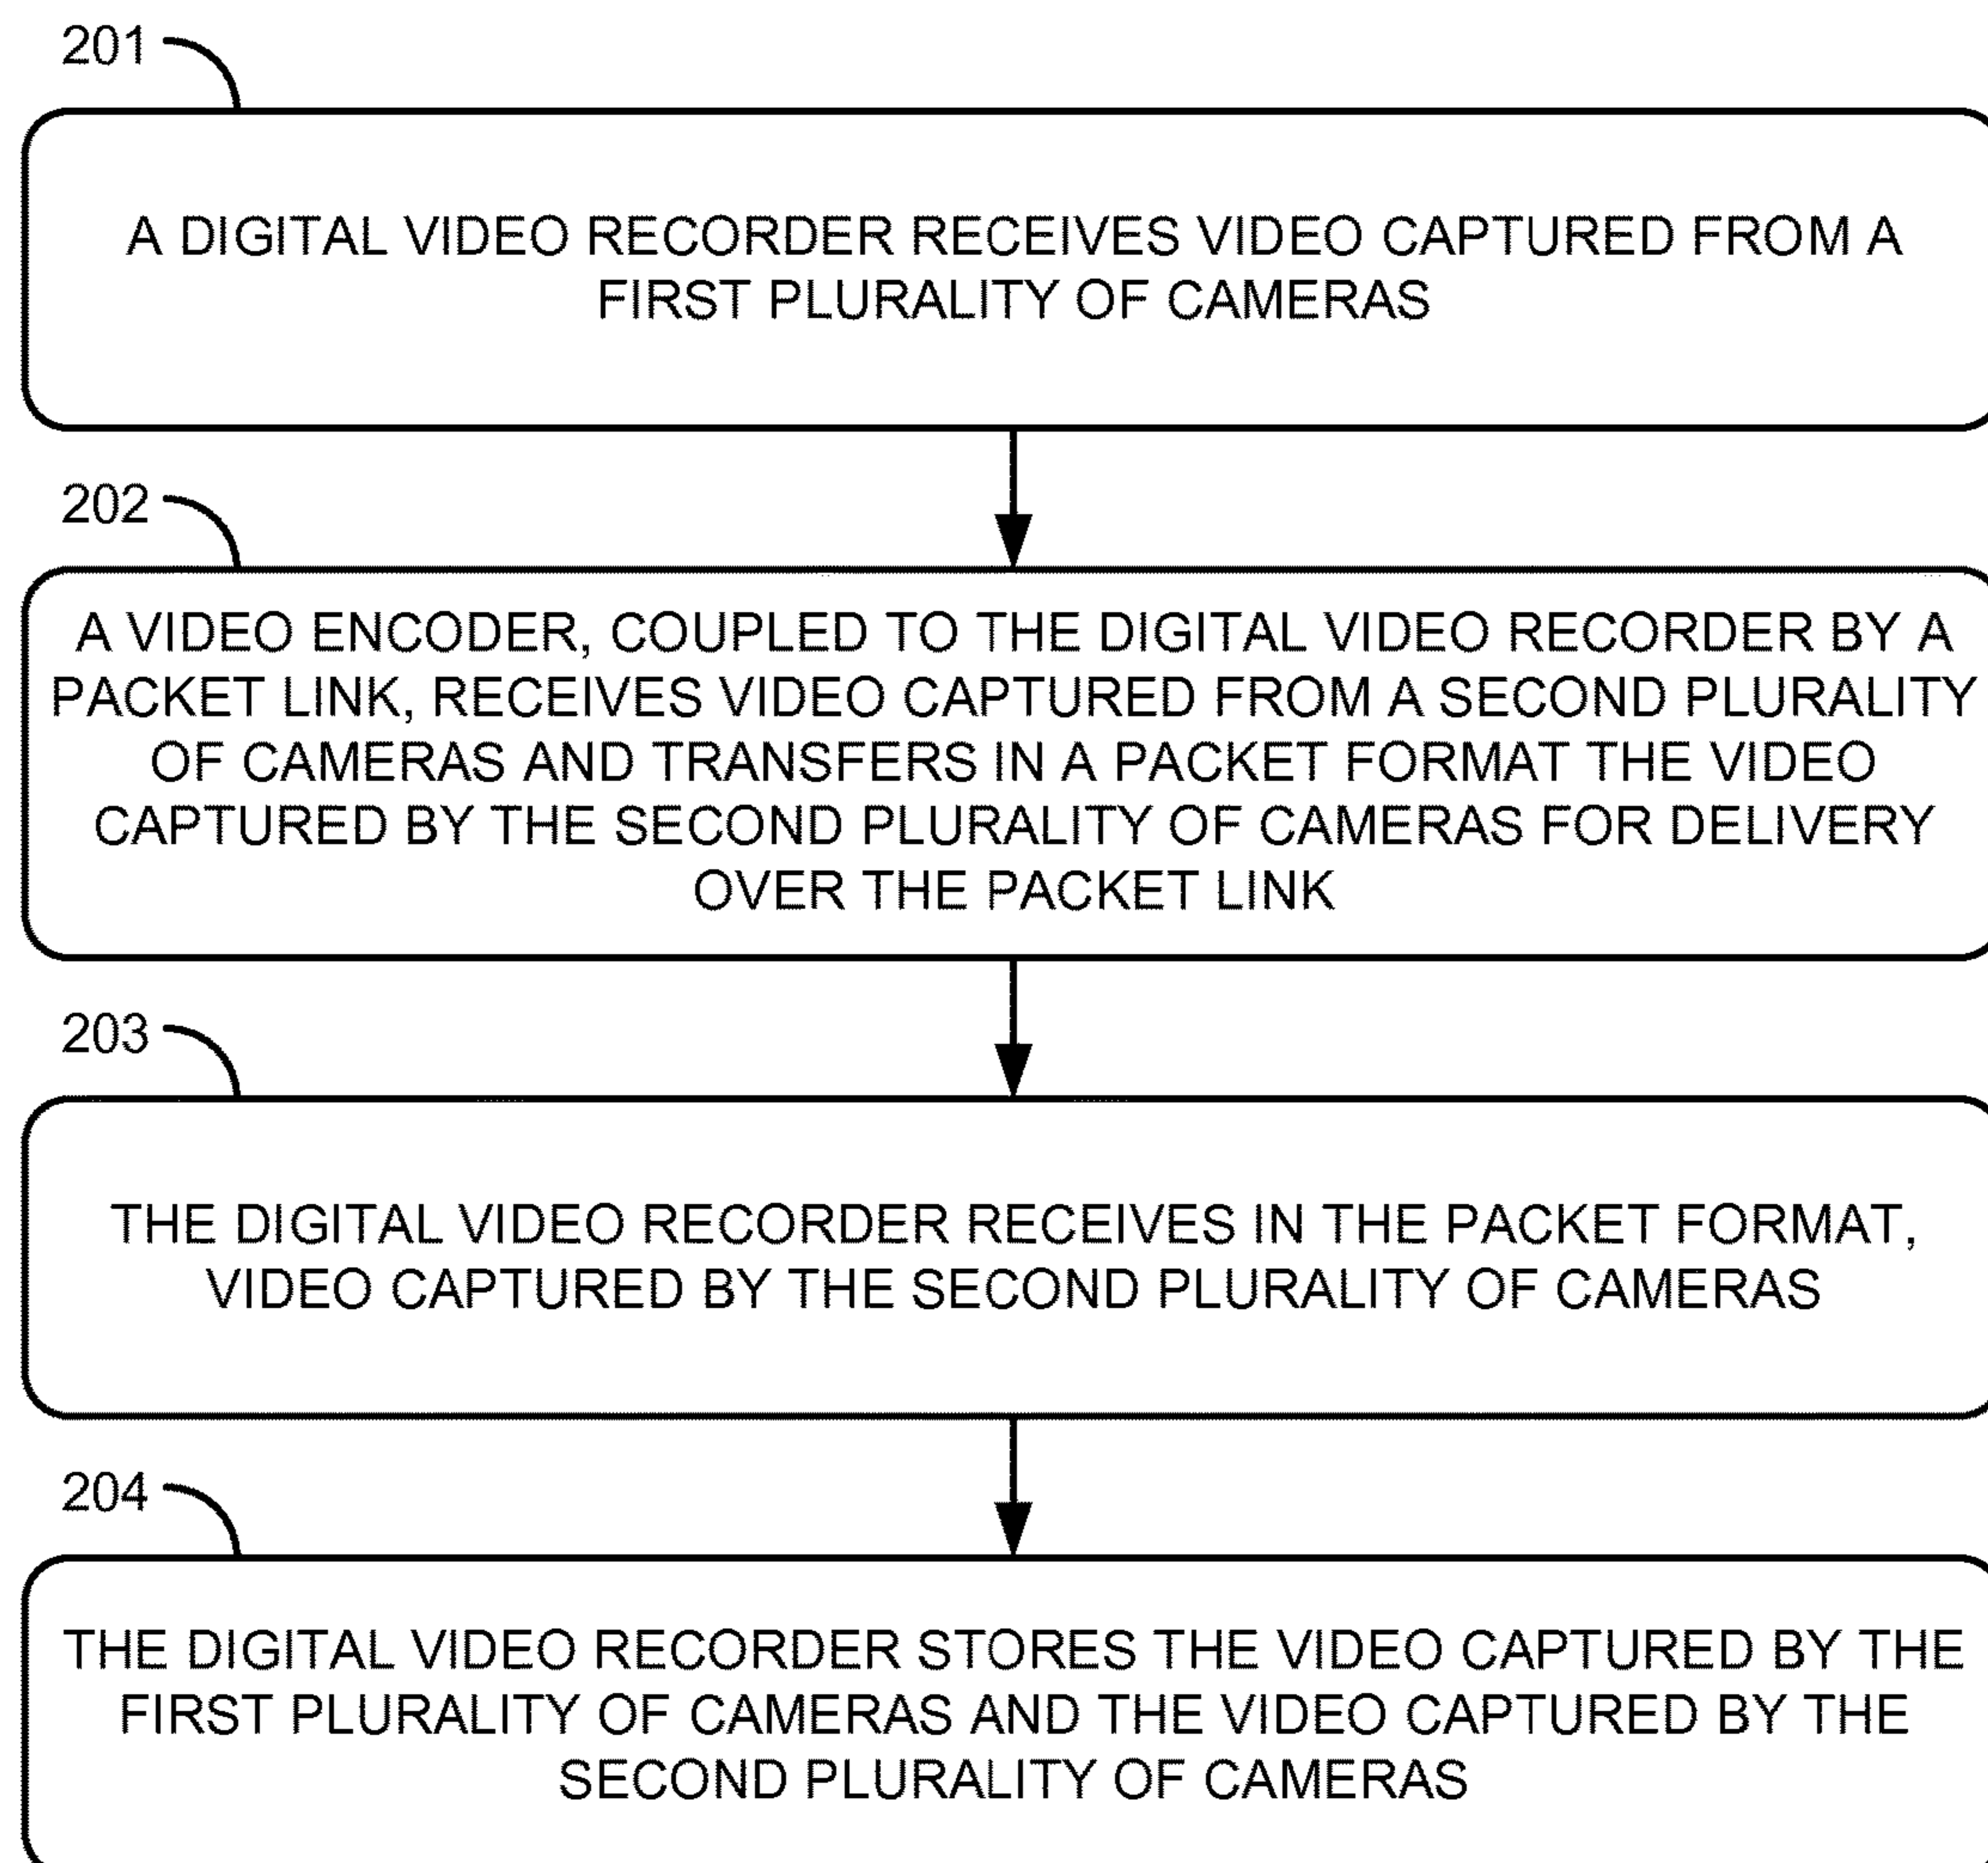 201
A DIGITAL VIDEO RECORDER RECEIVES VIDEO CAPTURED FROM A
FIRST PLURALITY OF CAMERAS
202
A VIDEO ENCODER, COUPLED TO THE DIGITAL VIDEO RECORDER BY A
PACKET LINK, RECEIVES VIDEO CAPTURED FROM A SECOND PLURALITY
OF CAMERAS AND TRANSFERS IN A PACKET FORMAT THE VIDEO
CAPTURED BY THE SECOND PLURALITY OF CAMERAS FOR DELIVERY
OVER THE PACKET LINK
203
THE DIGITAL VIDEO RECORDER RECEIVES IN THE PACKET FORMAT,
VIDEO CAPTURED BY THE SECOND PLURALITY OF CAMERAS
204
THE DIGITAL VIDEO RECORDER STORES THE VIDEO CAPTURED BY THE
FIRST PLURALITY OF CAMERAS AND THE VIDEO CAPTURED BY THE
SECOND PLURALITY OF CAMERAS